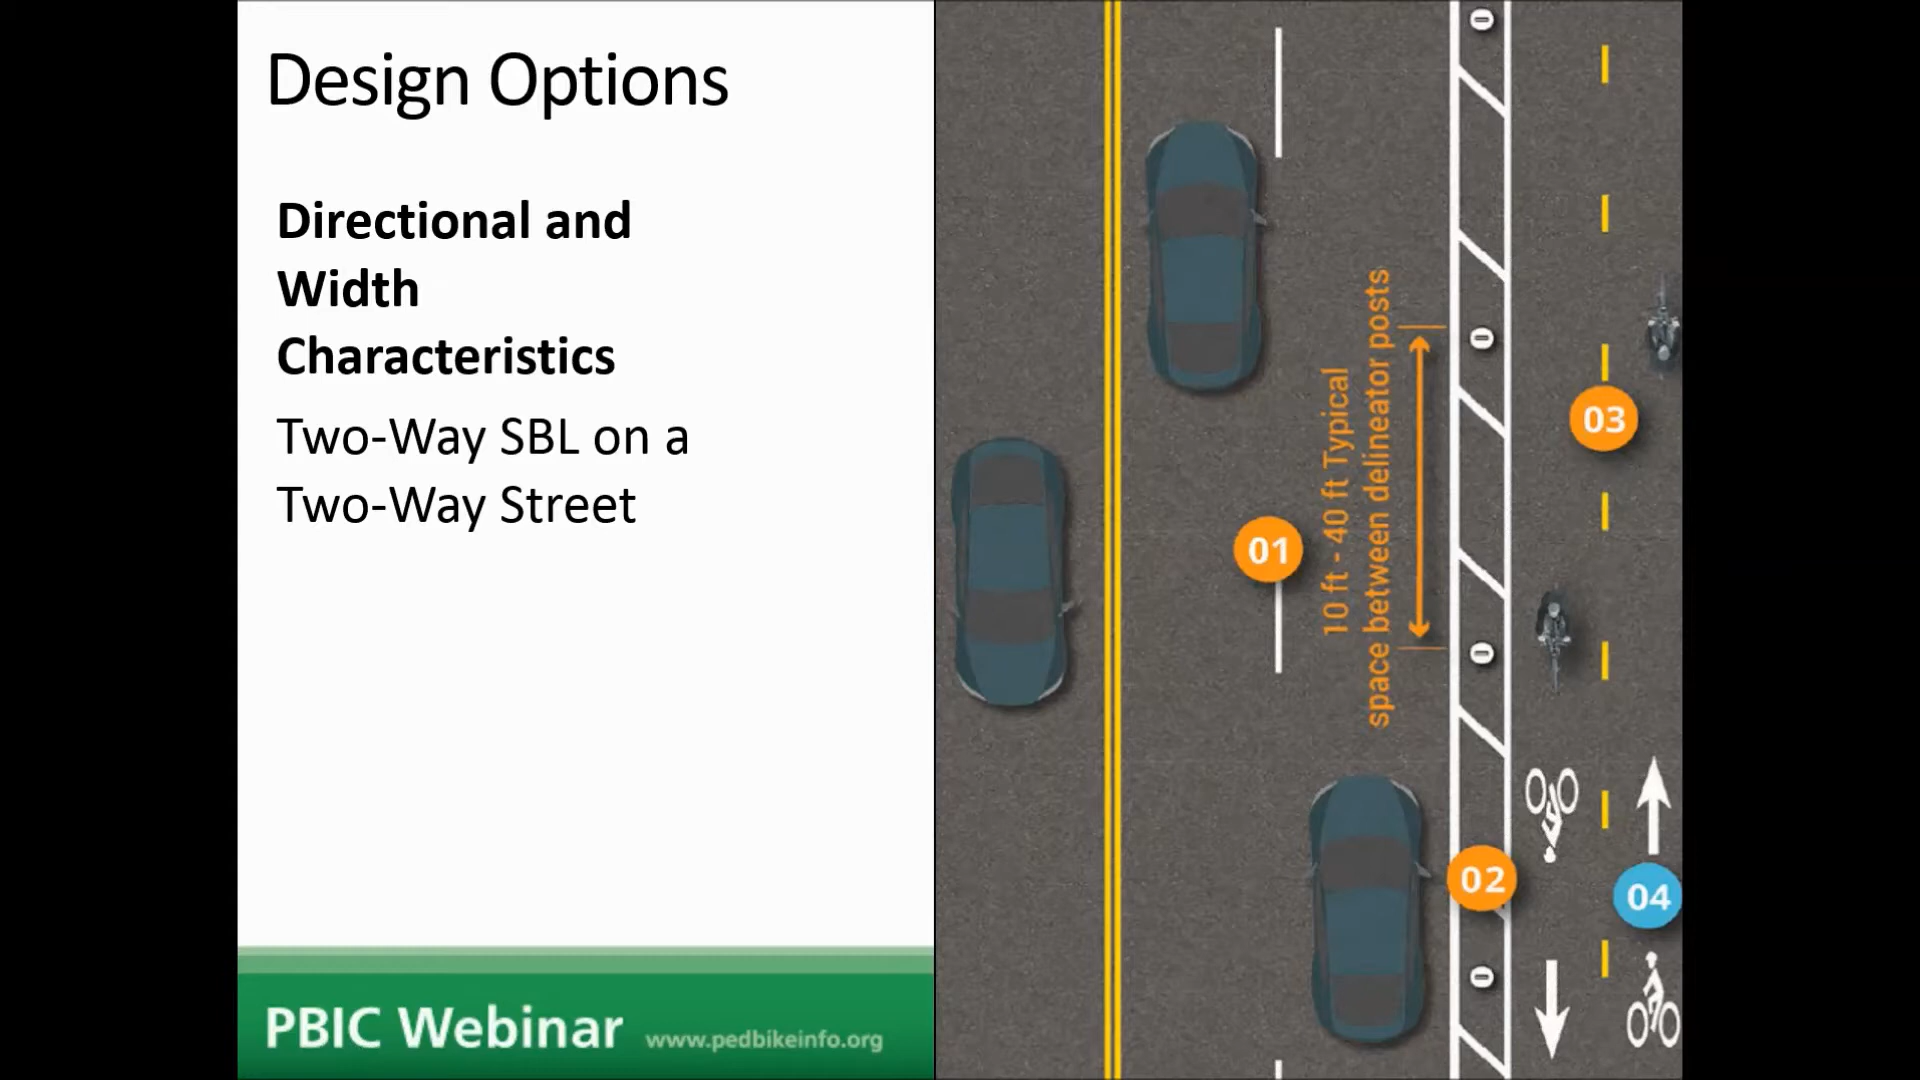 Design Options
Directional and
Width
Characteristics
Two-Way SBL on a
Two-Way Street
10 ft - 40 ft Typical
space between delineator posts
01
02
03
04
PBIC Webinar www.pedbikeinfo.org